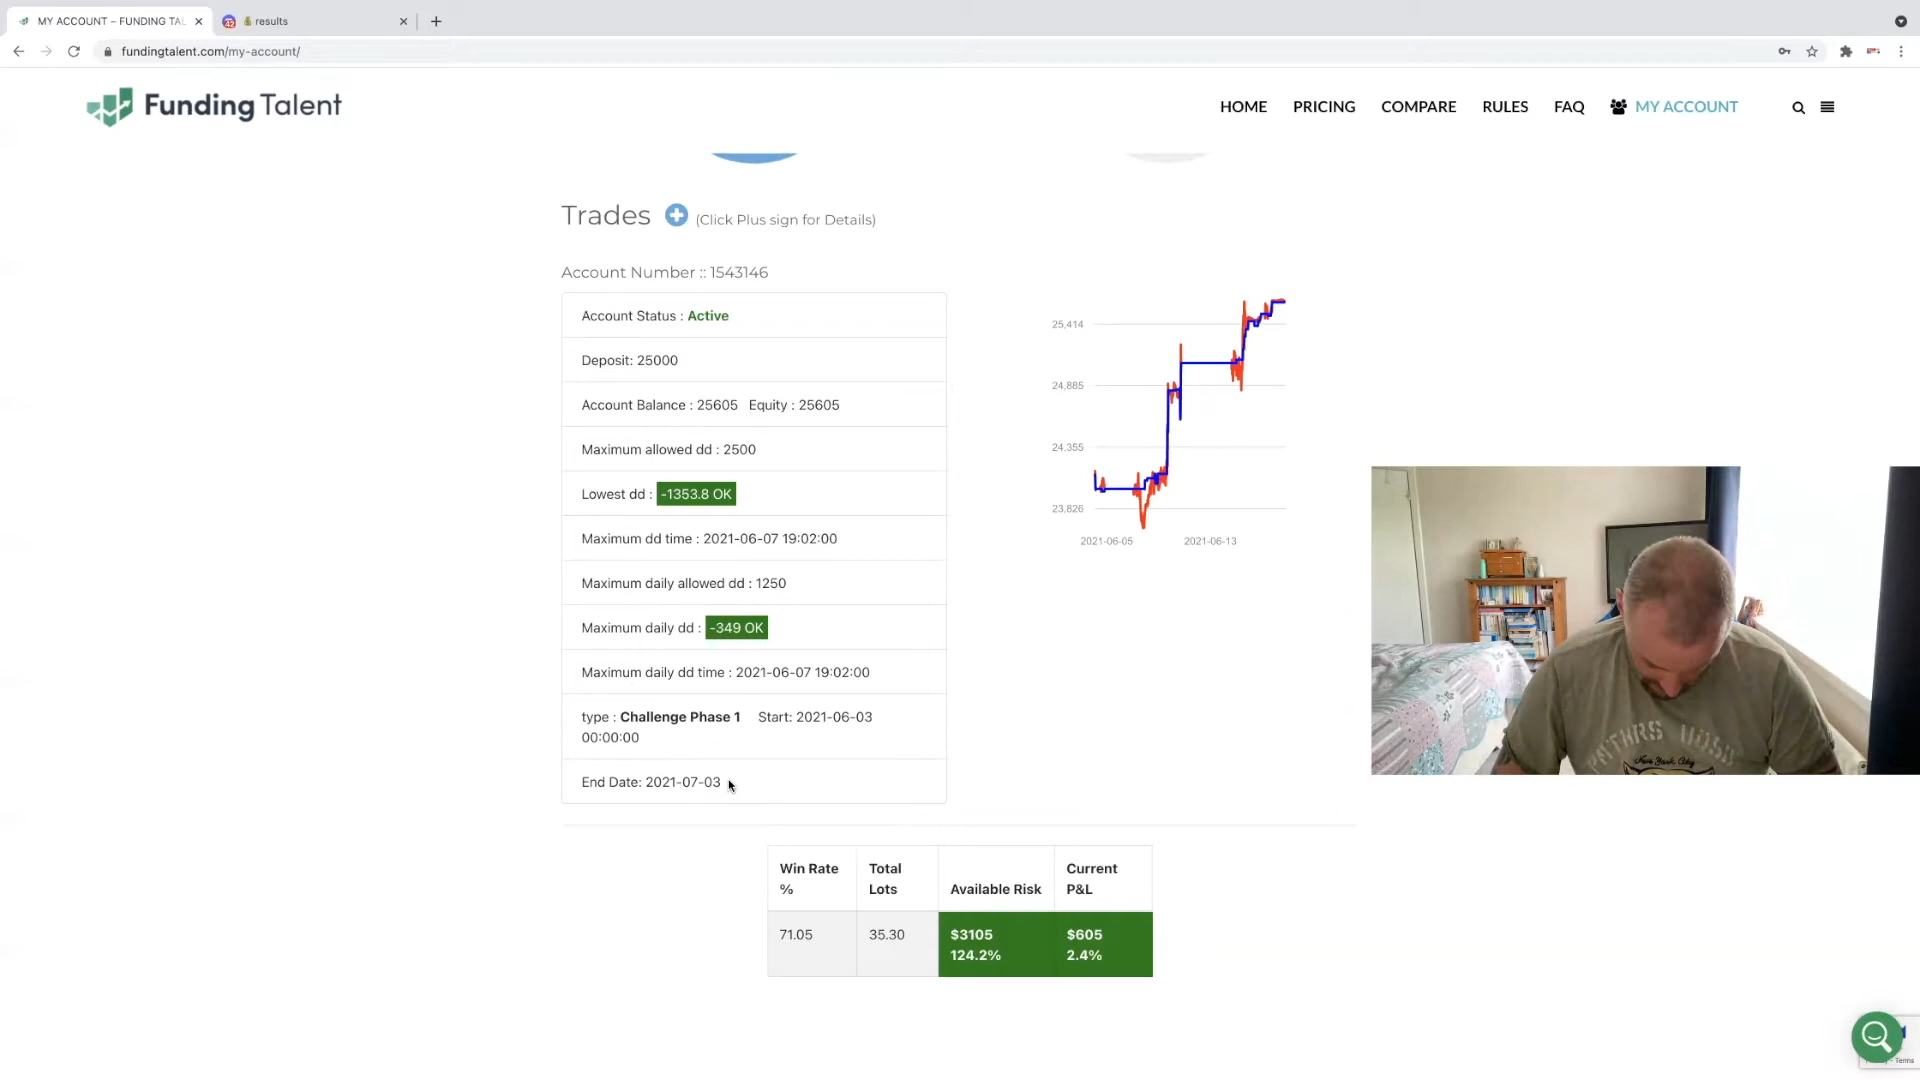 MY ACCOUNT – FUNDING TAL
results
fundingtalent.com/my-account/
Funding Talent
HOME PRICING COMPARE RULES FAQ MY ACCOUNT
Trades (Click Plus sign for Details)
Account Number :: 1543146
Account Status : Active
Deposit: 25000
Account Balance : 25605 Equity : 25605
Maximum allowed dd : 2500
Lowest dd : -1353.8 OK
Maximum dd time : 2021-06-07 19:02:00
Maximum daily allowed dd : 1250
Maximum daily dd : -349 OK
Maximum daily dd time : 2021-06-07 19:02:00
type : Challenge Phase 1 Start: 2021-06-03
00:00:00
End Date: 2021-07-03
25,414
24,885
24,355
23,826
2021-06-05 2021-06-13
New York City
Win Rate % Total Lots Available Risk Current P&L
71.05 35.30 $3105 $605
124.2% 2.4%
Terms